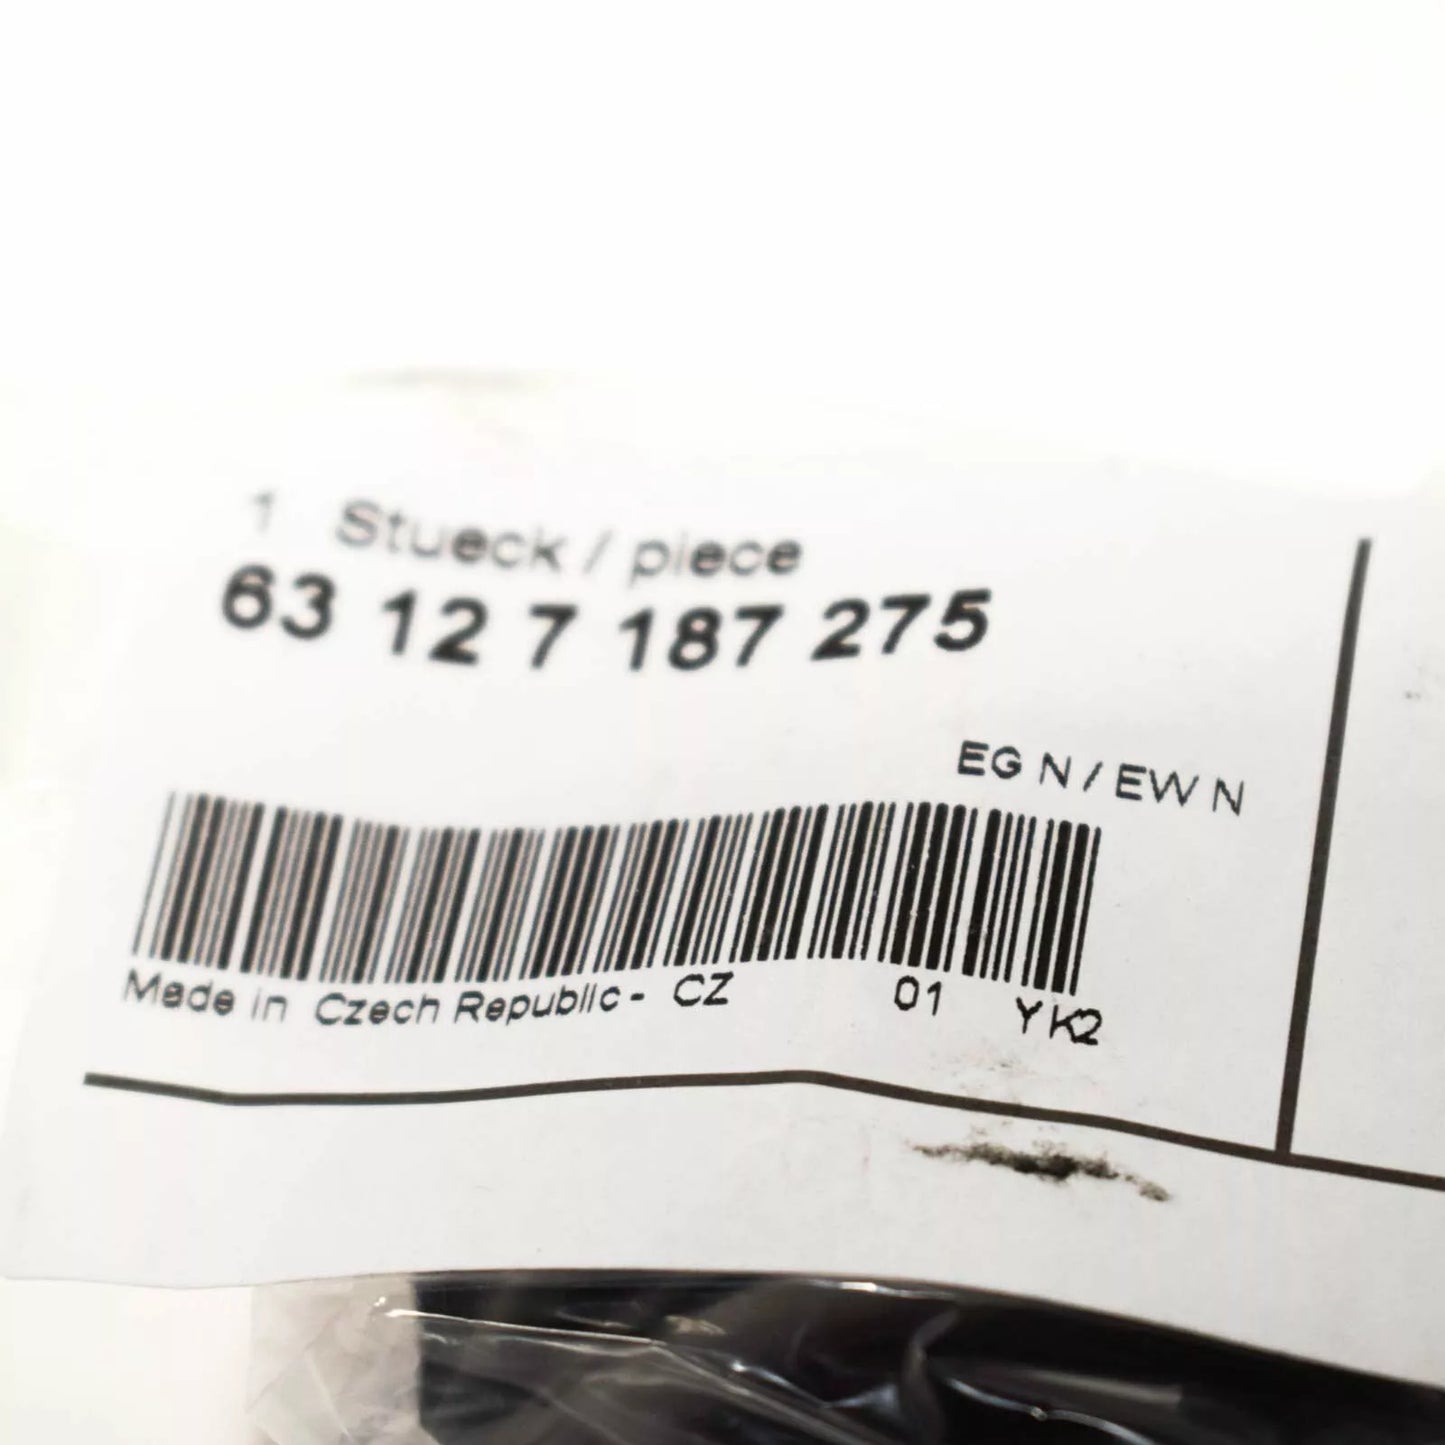 1 Stueck / piece
63 12 7 187 275
EG N / EW N
Made in Czech Republic - CZ 01 YK2